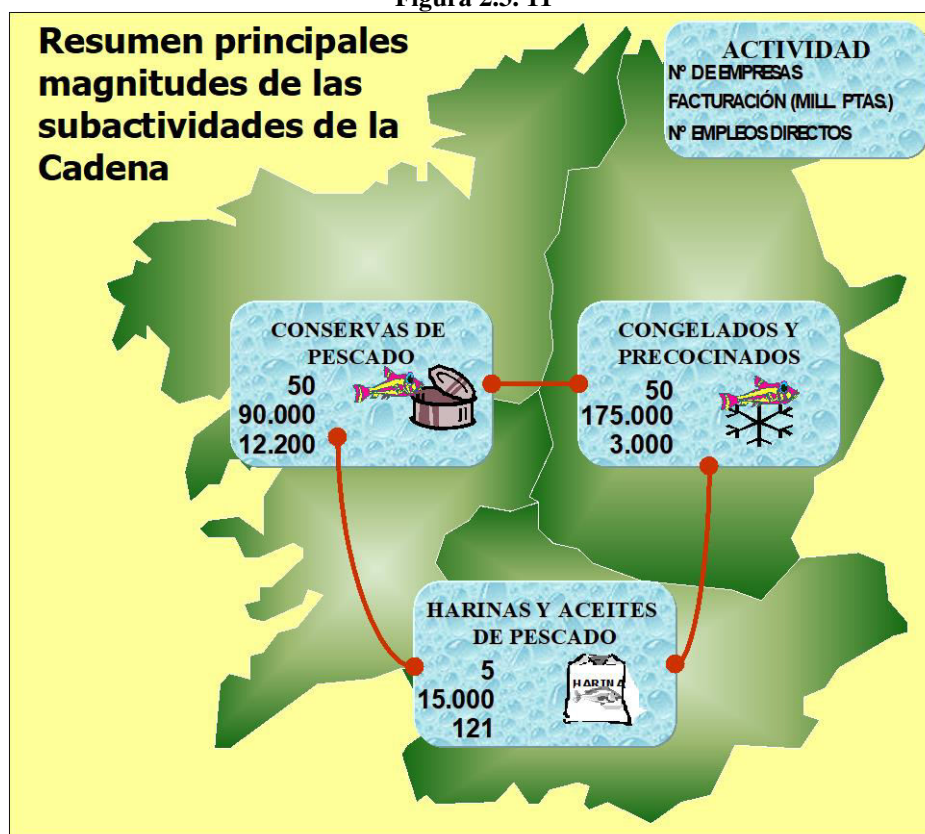 Figura 2.3. 11
Resumen principales
magnitudes de las
subactividades de la
Cadena
ACTIVIDAD
Nº DE EMPRESAS
FACTURACIÓN (MILL. PTAS.)
Nº EMPLEOS DIRECTOS
CONSERVAS DE
PESCADO
50
90.000
12.200
CONGELADOS Y
PRECOCINADOS
50
175.000
3.000
HARINAS Y ACEITES
DE PESCADO
5
15.000
121
HARINA